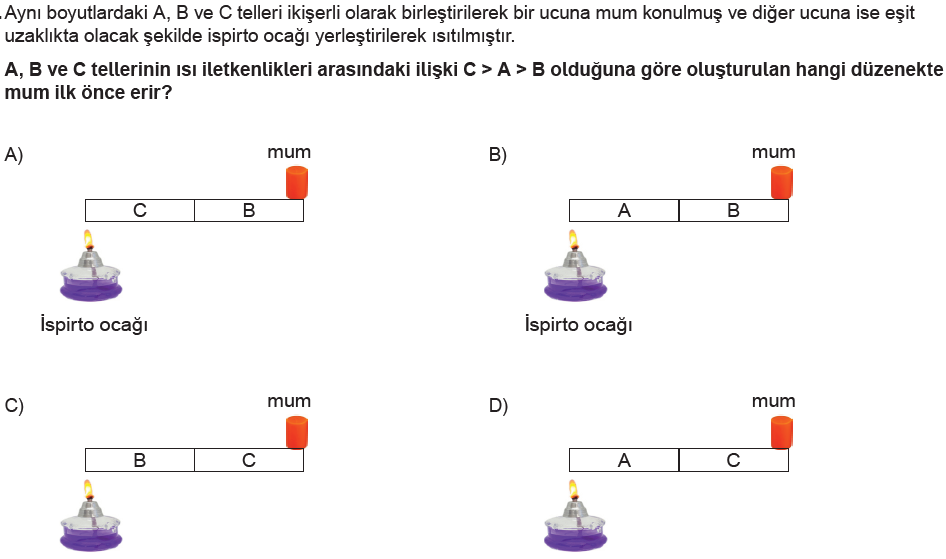 .Aynı boyutlardaki A, B ve C telleri ikişerli olarak birleştirilerek bir ucuna mum konulmuş ve diğer ucuna ise eşit
uzaklıkta olacak şekilde ispirto ocağı yerleştirilerek ısıtılmıştır.
A, B ve C tellerinin ısı iletkenlikleri arasındaki ilişki C > A > B olduğuna göre oluşturulan hangi düzenekte
mum ilk önce erir?
A)
mum
C B
İspirto ocağı
B)
mum
A B
İspirto ocağı
C)
mum
B C
D)
mum
A C